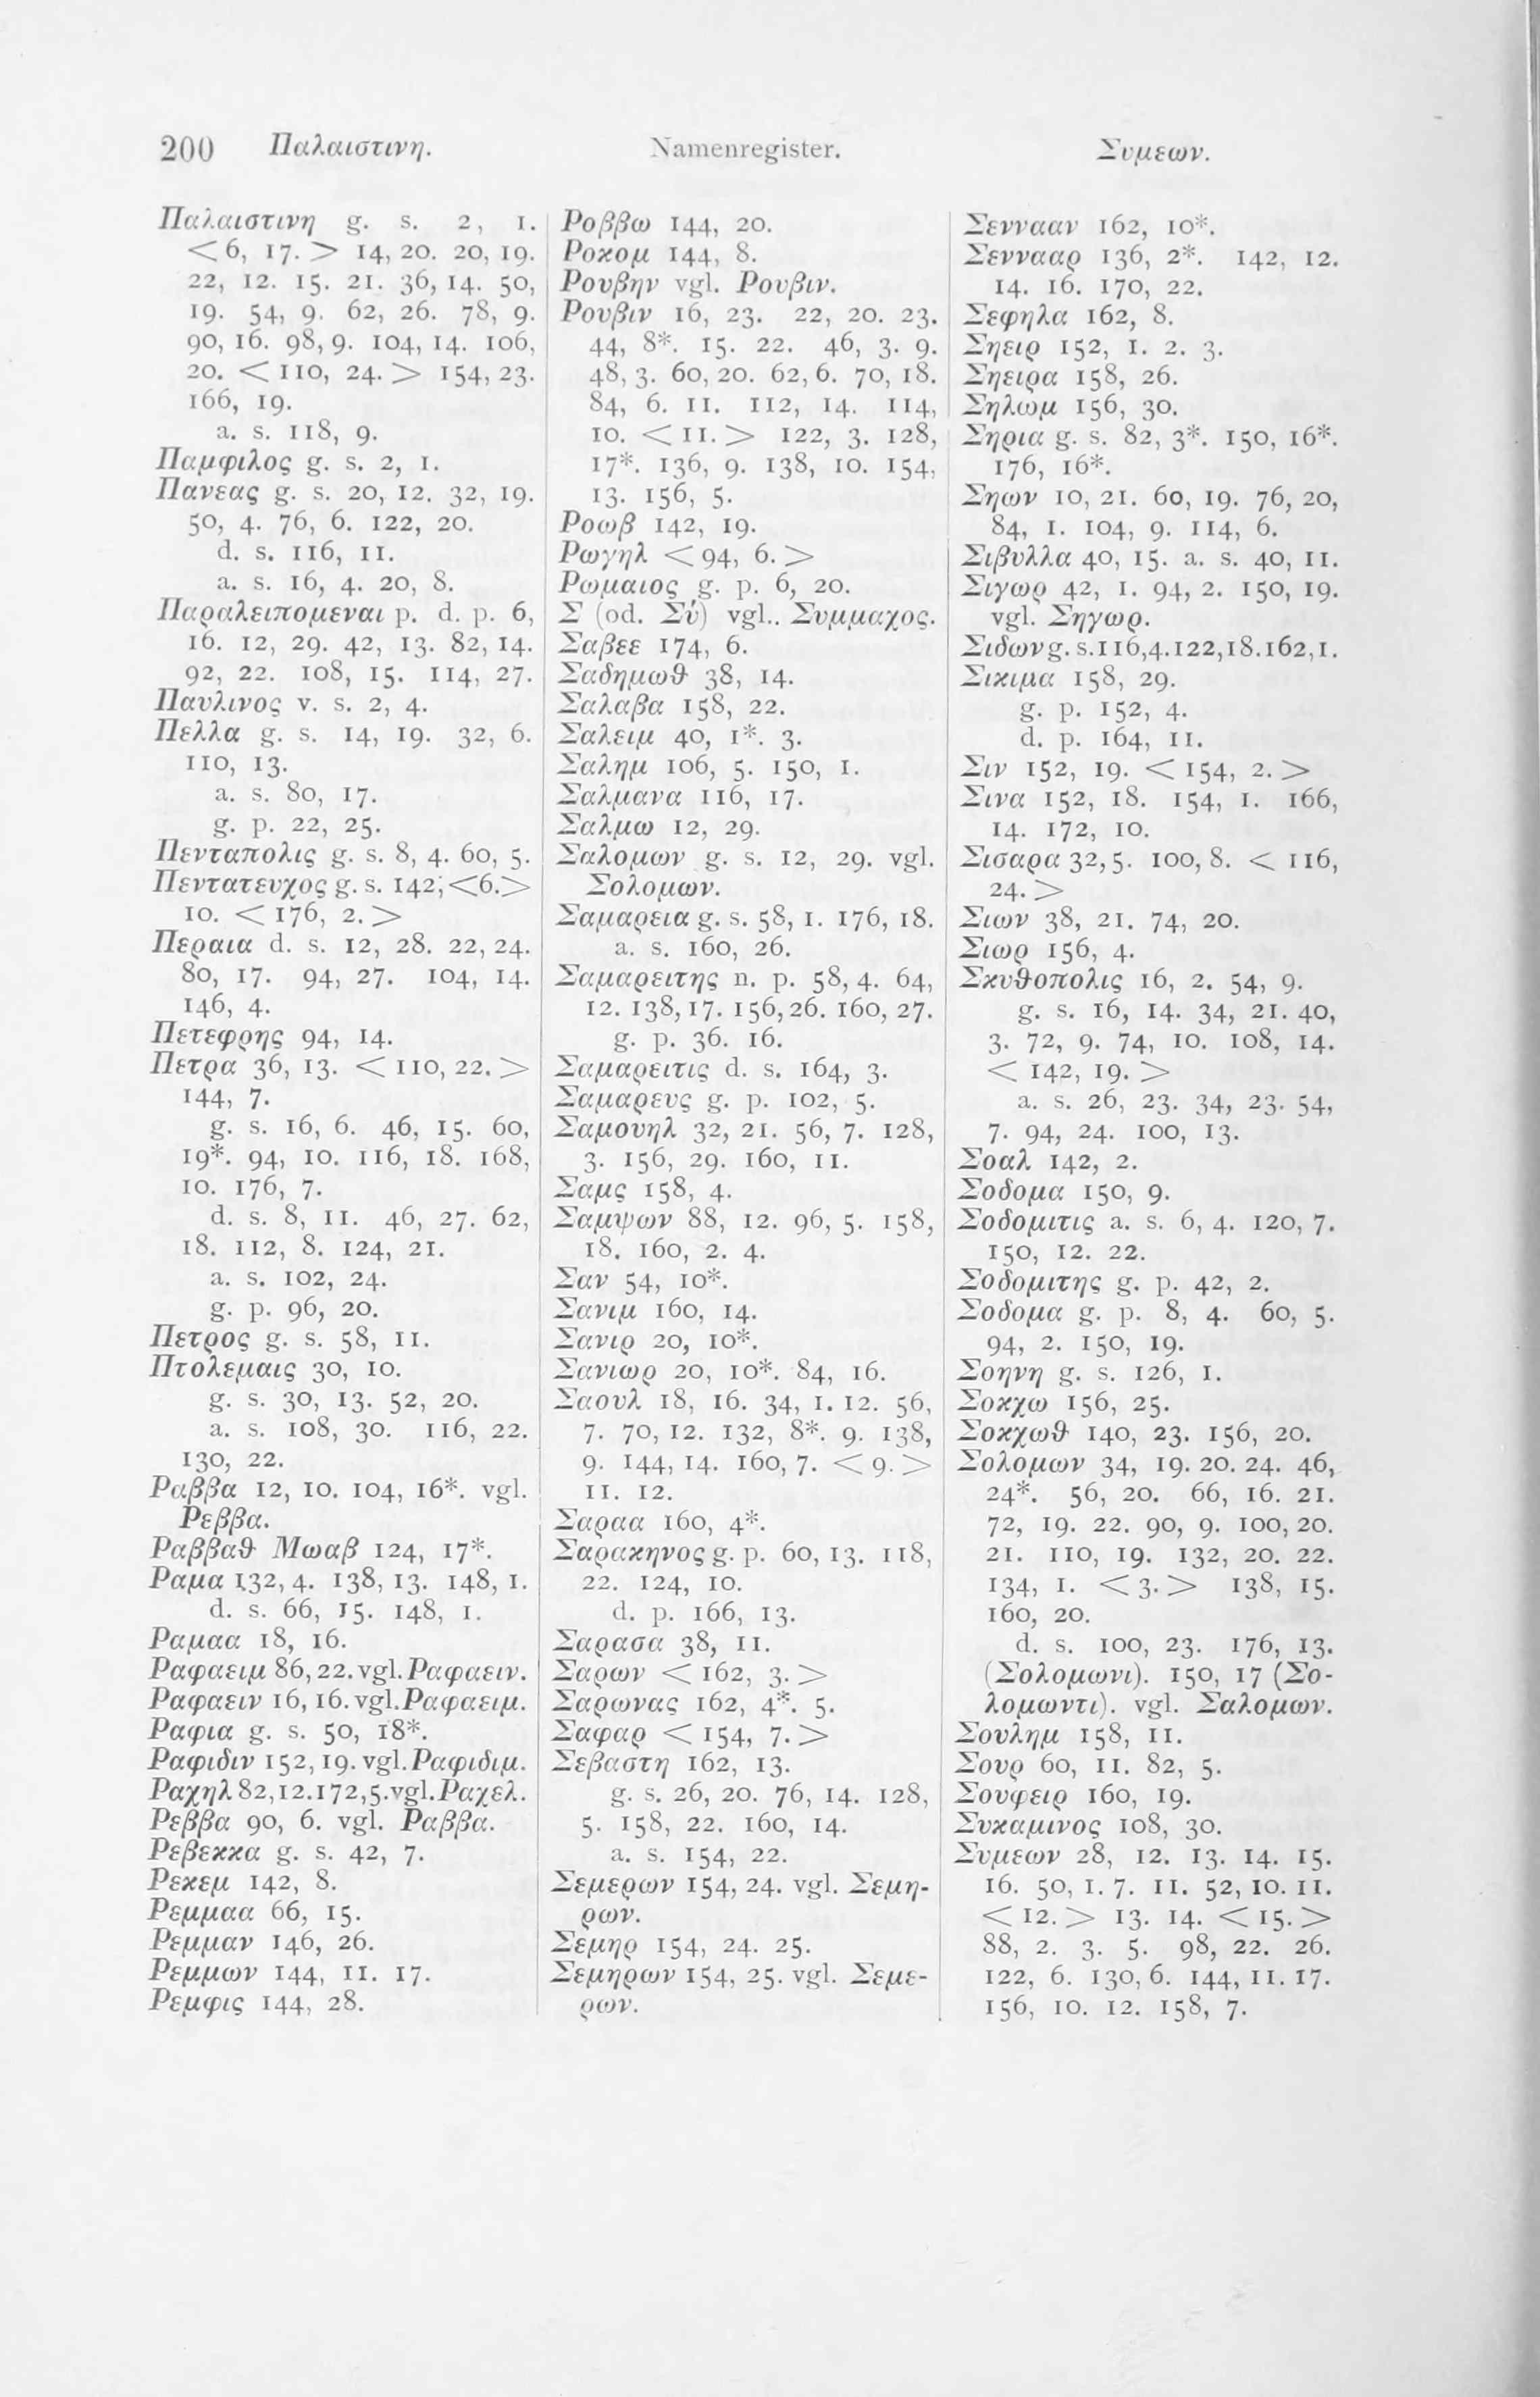 200 Παλαιστινη. Namenregister. Συμεων.
Παλαιστινη g. s. 2, 1.
< 6, 17. > 14, 20. 20, 19.
22, 12. 15. 21. 36, 14. 50,
19. 54, 9. 62, 26. 78, 9.
90, 16. 98, 9. 104, 14. 106,
20. < 110, 24. > 154, 23.
166, 19.
a. s. 118, 9.
Παμφιλος g. s. 2, 1.
Πανεας g. s. 20, 12. 32, 19.
50, 4. 76, 6. 122, 20.
d. s. 116, 11.
a. s. 16, 4. 20, 8.
Παραλειπομεναι p. d. p. 6,
16. 12, 29. 42, 13. 82, 14.
92, 22. 108, 15. 114, 27.
Παυλινος v. s. 2, 4.
Πελλα g. s. 14, 19. 32, 6.
110, 13.
a. s. 80, 17.
g. p. 22, 25.
Πενταπολις g. s. 8, 4. 60, 5.
Πεντατευχος g. s. 142, <6.>
10. < 176, 2. >
Περαια d. s. 12, 28. 22, 24.
80, 17. 94, 27. 104, 14.
146, 4.
Πετεφρης 94, 14.
Πετρα 36, 13. < 110, 22. >
144, 7.
g. s. 16, 6. 46, 15. 60,
19*. 94, 10. 116, 18. 168,
10. 176, 7.
d. s. 8, 11. 46, 27. 62,
18. 112, 8. 124, 21.
a. s. 102, 24.
g. p. 96, 20.
Πετρος g. s. 58, 11.
Πτολεμαις 30, 10.
g. s. 30, 13. 52, 20.
a. s. 108, 30. 116, 22.
130, 22.
Ραββα 12, 10. 104, 16*. vgl.
Ρεββα.
Ραββαϑ Μωαβ 124, 17*.
Ραμα 132, 4. 138, 13. 148, 1.
d. s. 66, 15. 148, 1.
Ραμαα 18, 16.
Ραφαειμ 86, 22. vgl. Ραφαειν.
Ραφαειν 16, 16. vgl. Ραφαειμ.
Ραφια g. s. 50, 18*.
Ραφιδιν 152, 19. vgl. Ραφιδιμ.
Ραχηλ 82, 12. 172, 5. vgl. Ραχελ.
Ρεββα 90, 6. vgl. Ραββα.
Ρεβεκκα g. s. 42, 7.
Ρεκεμ 142, 8.
Ρεμμαα 66, 15.
Ρεμμαν 146, 26.
Ρεμμων 144, 11. 17.
Ρεμφις 144, 28.
Ροββω 144, 20.
Ροκομ 144, 8.
Ρουβην vgl. Ρουβιν.
Ρουβιν 16, 23. 22, 20. 23.
44, 8*. 15. 22. 46, 3. 9.
48, 3. 60, 20. 62, 6. 70, 18.
84, 6. 11. 112, 14. 114,
10. < 11. > 122, 3. 128,
17*. 136, 9. 138, 10. 154,
13. 156, 5.
Ροωβ 142, 19.
Ρωγηλ < 94, 6. >
Ρωμαιος g. p. 6, 20.
Σ (od. Σύ) vgl.. Συμμαχος.
Σαβεε 174, 6.
Σαδημωϑ 38, 14.
Σαλαβα 158, 22.
Σαλειμ 40, 1*. 3.
Σαλημ 106, 5. 150, 1.
Σαλμανα 116, 17.
Σαλμω 12, 29.
Σαλομων g. s. 12, 29. vgl.
Σολομων.
Σαμαρεια g. s. 58, 1. 176, 18.
a. s. 160, 26.
Σαμαρειτης n. p. 58, 4. 64,
12. 138, 17. 156, 26. 160, 27.
g. p. 36. 16.
Σαμαρειτις d. s. 164, 3.
Σαμαρευς g. p. 102, 5.
Σαμουηλ 32, 21. 56, 7. 128,
3. 156, 29. 160, 11.
Σαμς 158, 4.
Σαμψων 88, 12. 96, 5. 158,
18. 160, 2. 4.
Σαν 54, 10*.
Σανιμ 160, 14.
Σανιρ 20, 10*.
Σανιωρ 20, 10*. 84, 16.
Σαουλ 18, 16. 34, 1. 12. 56,
7. 70, 12. 132, 8*. 9. 138,
9. 144, 14. 160, 7. < 9. >
11. 12.
Σαραα 160, 4*.
Σαρακηνος g. p. 60, 13. 118,
22. 124, 10.
d. p. 166, 13.
Σαρασα 38, 11.
Σαρων < 162, 3. >
Σαρωνας 162, 4*. 5.
Σαφαρ < 154, 7. >
Σεβαστη 162, 13.
g. s. 26, 20. 76, 14. 128,
5. 158, 22. 160, 14.
a. s. 154, 22.
Σεμερων 154, 24. vgl. Σεμη-
ρων.
Σεμηρ 154, 24. 25.
Σεμηρων 154, 25. vgl. Σεμε-
ρων.
Σεννααν 162, 10*.
Σεννααρ 136, 2*. 142, 12.
14. 16. 170, 22.
Σεφηλα 162, 8.
Σηειρ 152, 1. 2. 3.
Σηειρα 158, 26.
Σηλωμ 156, 30.
Σηρια g. s. 82, 3*. 150, 16*.
176, 16*.
Σηων 10, 21. 60, 19. 76, 20,
84, 1. 104, 9. 114, 6.
Σιβυλλα 40, 15. a. s. 40, 11.
Σιγωρ 42, 1. 94, 2. 150, 19.
vgl. Σηγωρ.
Σιδων g. s. 116, 4. 122, 18. 162, 1.
Σικιμα 158, 29.
g. p. 152, 4.
d. p. 164, 11.
Σιν 152, 19. < 154, 2. >
Σινα 152, 18. 154, 1. 166,
14. 172, 10.
Σισαρα 32, 5. 100, 8. < 116,
24. >
Σιων 38, 21. 74, 20.
Σιωρ 156, 4.
Σκυϑοπολις 16, 2. 54, 9.
g. s. 16, 14. 34, 21. 40,
3. 72, 9. 74, 10. 108, 14.
< 142, 19. >
a. s. 26, 23. 34, 23. 54,
7. 94, 24. 100, 13.
Σοαλ 142, 2.
Σοδομα 150, 9.
Σοδομιτις a. s. 6, 4. 120, 7.
150, 12. 22.
Σοδομιτης g. p. 42, 2.
Σοδομα g. p. 8, 4. 60, 5.
94, 2. 150, 19.
Σοηνη g. s. 126, 1.
Σοκχω 156, 25.
Σοκχωϑ 140, 23. 156, 20.
Σολομων 34, 19. 20. 24. 46,
24*. 56, 20. 66, 16. 21.
72, 19. 22. 90, 9. 100, 20.
21. 110, 19. 132, 20. 22.
134, 1. < 3. > 138, 15.
160, 20.
d. s. 100, 23. 176, 13.
(Σολομωνι). 150, 17 (Σο-
λομωντι). vgl. Σαλομων.
Σουλημ 158, 11.
Σουρ 60, 11. 82, 5.
Σουφειρ 160, 19.
Συκαμινος 108, 30.
Συμεων 28, 12. 13. 14. 15.
16. 50, 1. 7. 11. 52, 10. 11.
< 12. > 13. 14. < 15. >
88, 2. 3. 5. 98, 22. 26.
122, 6. 130, 6. 144, 11. 17.
156, 10. 12. 158, 7.